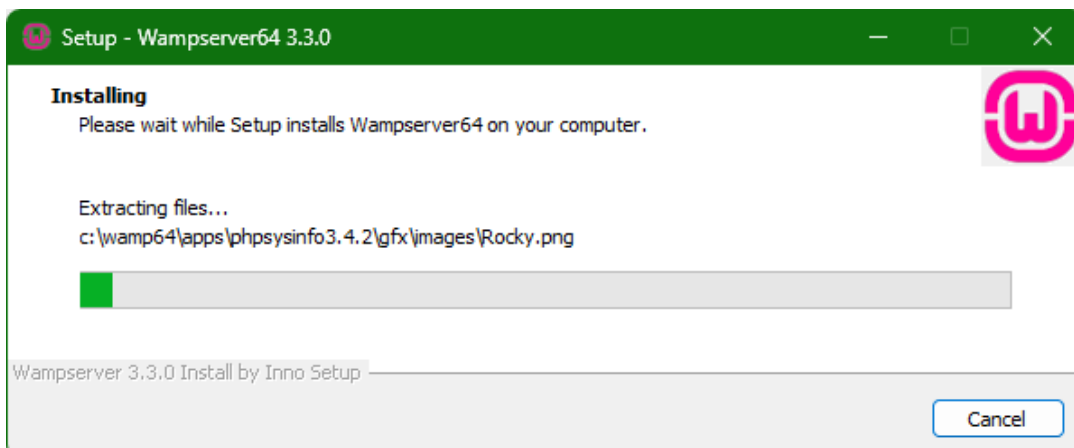 Setup - Wampserver64 3.3.0
Installing
Please wait while Setup installs Wampserver64 on your computer.
Extracting files...
c:\wamp64\apps\phpsysinfo3.4.2\gfx\images\Rocky.png
Wampserver 3.3.0 Install by Inno Setup
Cancel